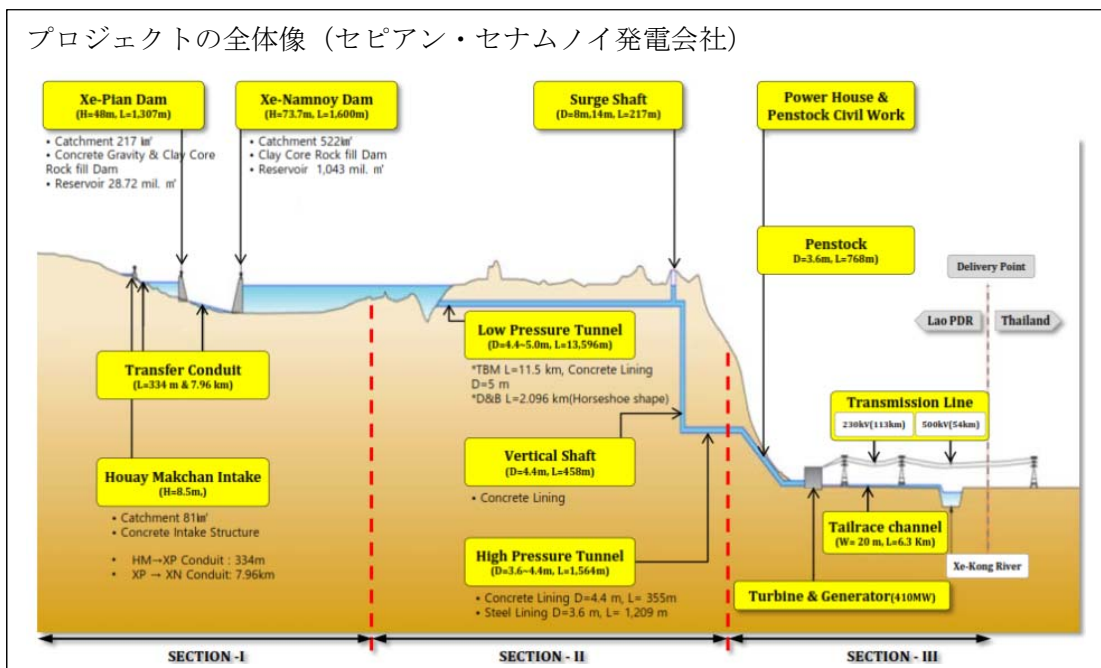 プロジェクトの全体像（セピアン・セナムノイ発電会社）
Xe-Pian Dam
(H=48m, L=1,307m)
• Catchment 217 ㎢
• Concrete Gravity & Clay Core
Rock fill Dam
• Reservoir 28.72 mil. ㎥
Xe-Namnoy Dam
(H=73.7m, L=1,600m)
• Catchment 522㎢
• Clay Core Rock fill Dam
• Reservoir 1,043 mil. ㎥
Surge Shaft
(D=8m,14m, L=217m)
Power House &
Penstock Civil Work
Penstock
D=3.6m, L=768m)
Delivery Point
Lao PDR
Thailand
Transfer Conduit
(L=334 m & 7.96 km)
Low Pressure Tunnel
(D=4.4~5.0m, L=13,596m)
*TBM L=11.5 km, Concrete Lining
D=5 m
*D&B L=2.096 km(Horseshoe shape)
Transmission Line
230kV(113km)
500kV(54km)
Houay Makchan Intake
(H=8.5m,)
• Catchment 81㎢
• Concrete Intake Structure
• HM→XP Conduit : 334m
• XP → XN Conduit: 7.96km
Vertical Shaft
(D=4.4m, L=458m)
• Concrete Lining
High Pressure Tunnel
(D=3.6~4.4m, L=1,564m)
• Concrete Lining D=4.4 m, L= 355m
• Steel Lining D=3.6 m, L= 1,209 m
Tailrace channel
(W= 20 m, L=6.3 Km)
Xe-Kong River
Turbine & Generator(410MW)
SECTION -I
SECTION - II
SECTION - III